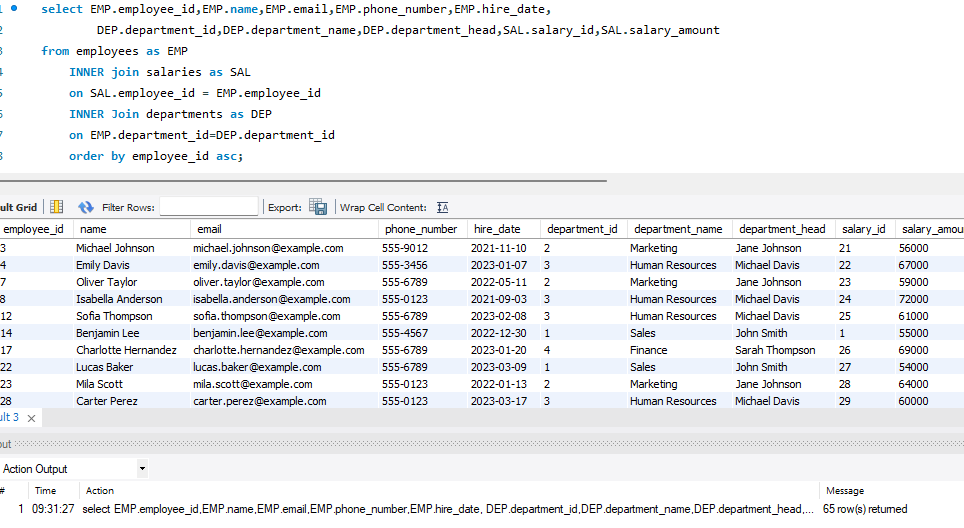 1 select EMP.employee_id,EMP.name,EMP.email,EMP.phone_number,EMP.hire_date,
2 DEP.department_id,DEP.department_name,DEP.department_head,SAL.salary_id,SAL.salary_amount
3 from employees as EMP
4 INNER join salaries as SAL
5 on SAL.employee_id = EMP.employee_id
6 INNER Join departments as DEP
7 on EMP.department_id=DEP.department_id
8 order by employee_id asc;
ult Grid Filter Rows: Export: Wrap Cell Content: IA
employee_id name email phone_number hire_date department_id department_name department_head salary_id salary_amou
3 Michael Johnson michael.johnson@example.com 555-9012 2021-11-10 2 Marketing Jane Johnson 21 56000
4 Emily Davis emily.davis@example.com 555-3456 2023-01-07 3 Human Resources Michael Davis 22 67000
7 Oliver Taylor oliver.taylor@example.com 555-6789 2022-05-11 2 Marketing Jane Johnson 23 59000
8 Isabella Anderson isabella.anderson@example.com 555-0123 2021-09-03 3 Human Resources Michael Davis 24 72000
12 Sofia Thompson sofia.thompson@example.com 555-6789 2023-02-08 3 Human Resources Michael Davis 25 61000
14 Benjamin Lee benjamin.lee@example.com 555-4567 2022-12-30 1 Sales John Smith 1 55000
17 Charlotte Hernandez charlotte.hernandez@example.com 555-6789 2023-01-20 4 Finance Sarah Thompson 26 69000
22 Lucas Baker lucas.baker@example.com 555-6789 2023-03-09 1 Sales John Smith 27 54000
23 Mila Scott mila.scott@example.com 555-0123 2022-01-13 2 Marketing Jane Johnson 28 64000
28 Carter Perez carter.perez@example.com 555-0123 2023-03-17 3 Human Resources Michael Davis 29 60000
ult 3
out
Action Output
# Time Action Message
1 09:31:27 select EMP.employee_id,EMP.name,EMP.email,EMP.phone_number,EMP.hire_date, DEP.department_id,DEP.department_name,DEP.department_head,... 65 row(s) returned